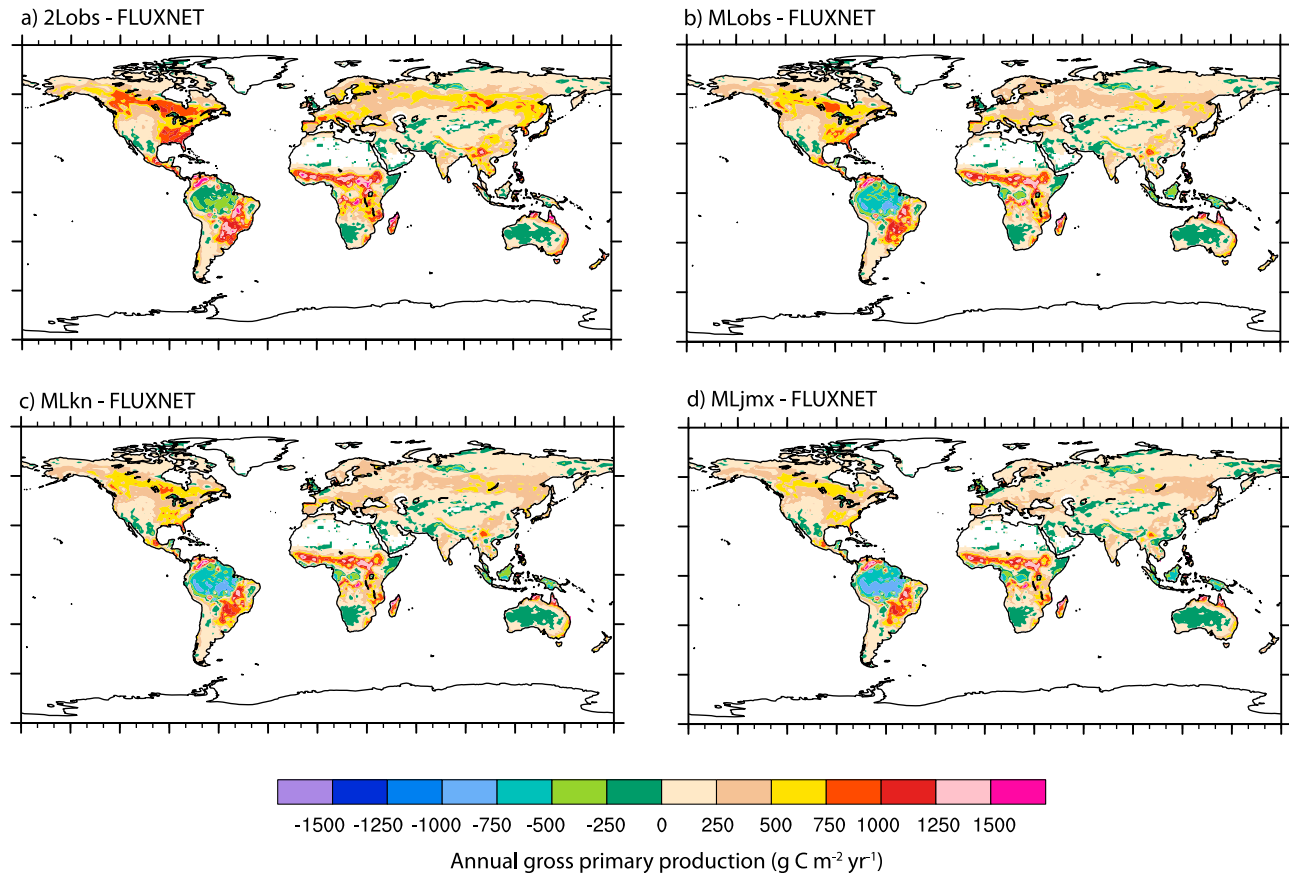 a) 2Lobs - FLUXNET
b) MLobs - FLUXNET
c) MLkn - FLUXNET
d) MLjmx - FLUXNET
-1500 -1250 -1000 -750 -500 -250 0 250 500 750 1000 1250 1500
Annual gross primary production (g C m⁻² yr⁻¹)